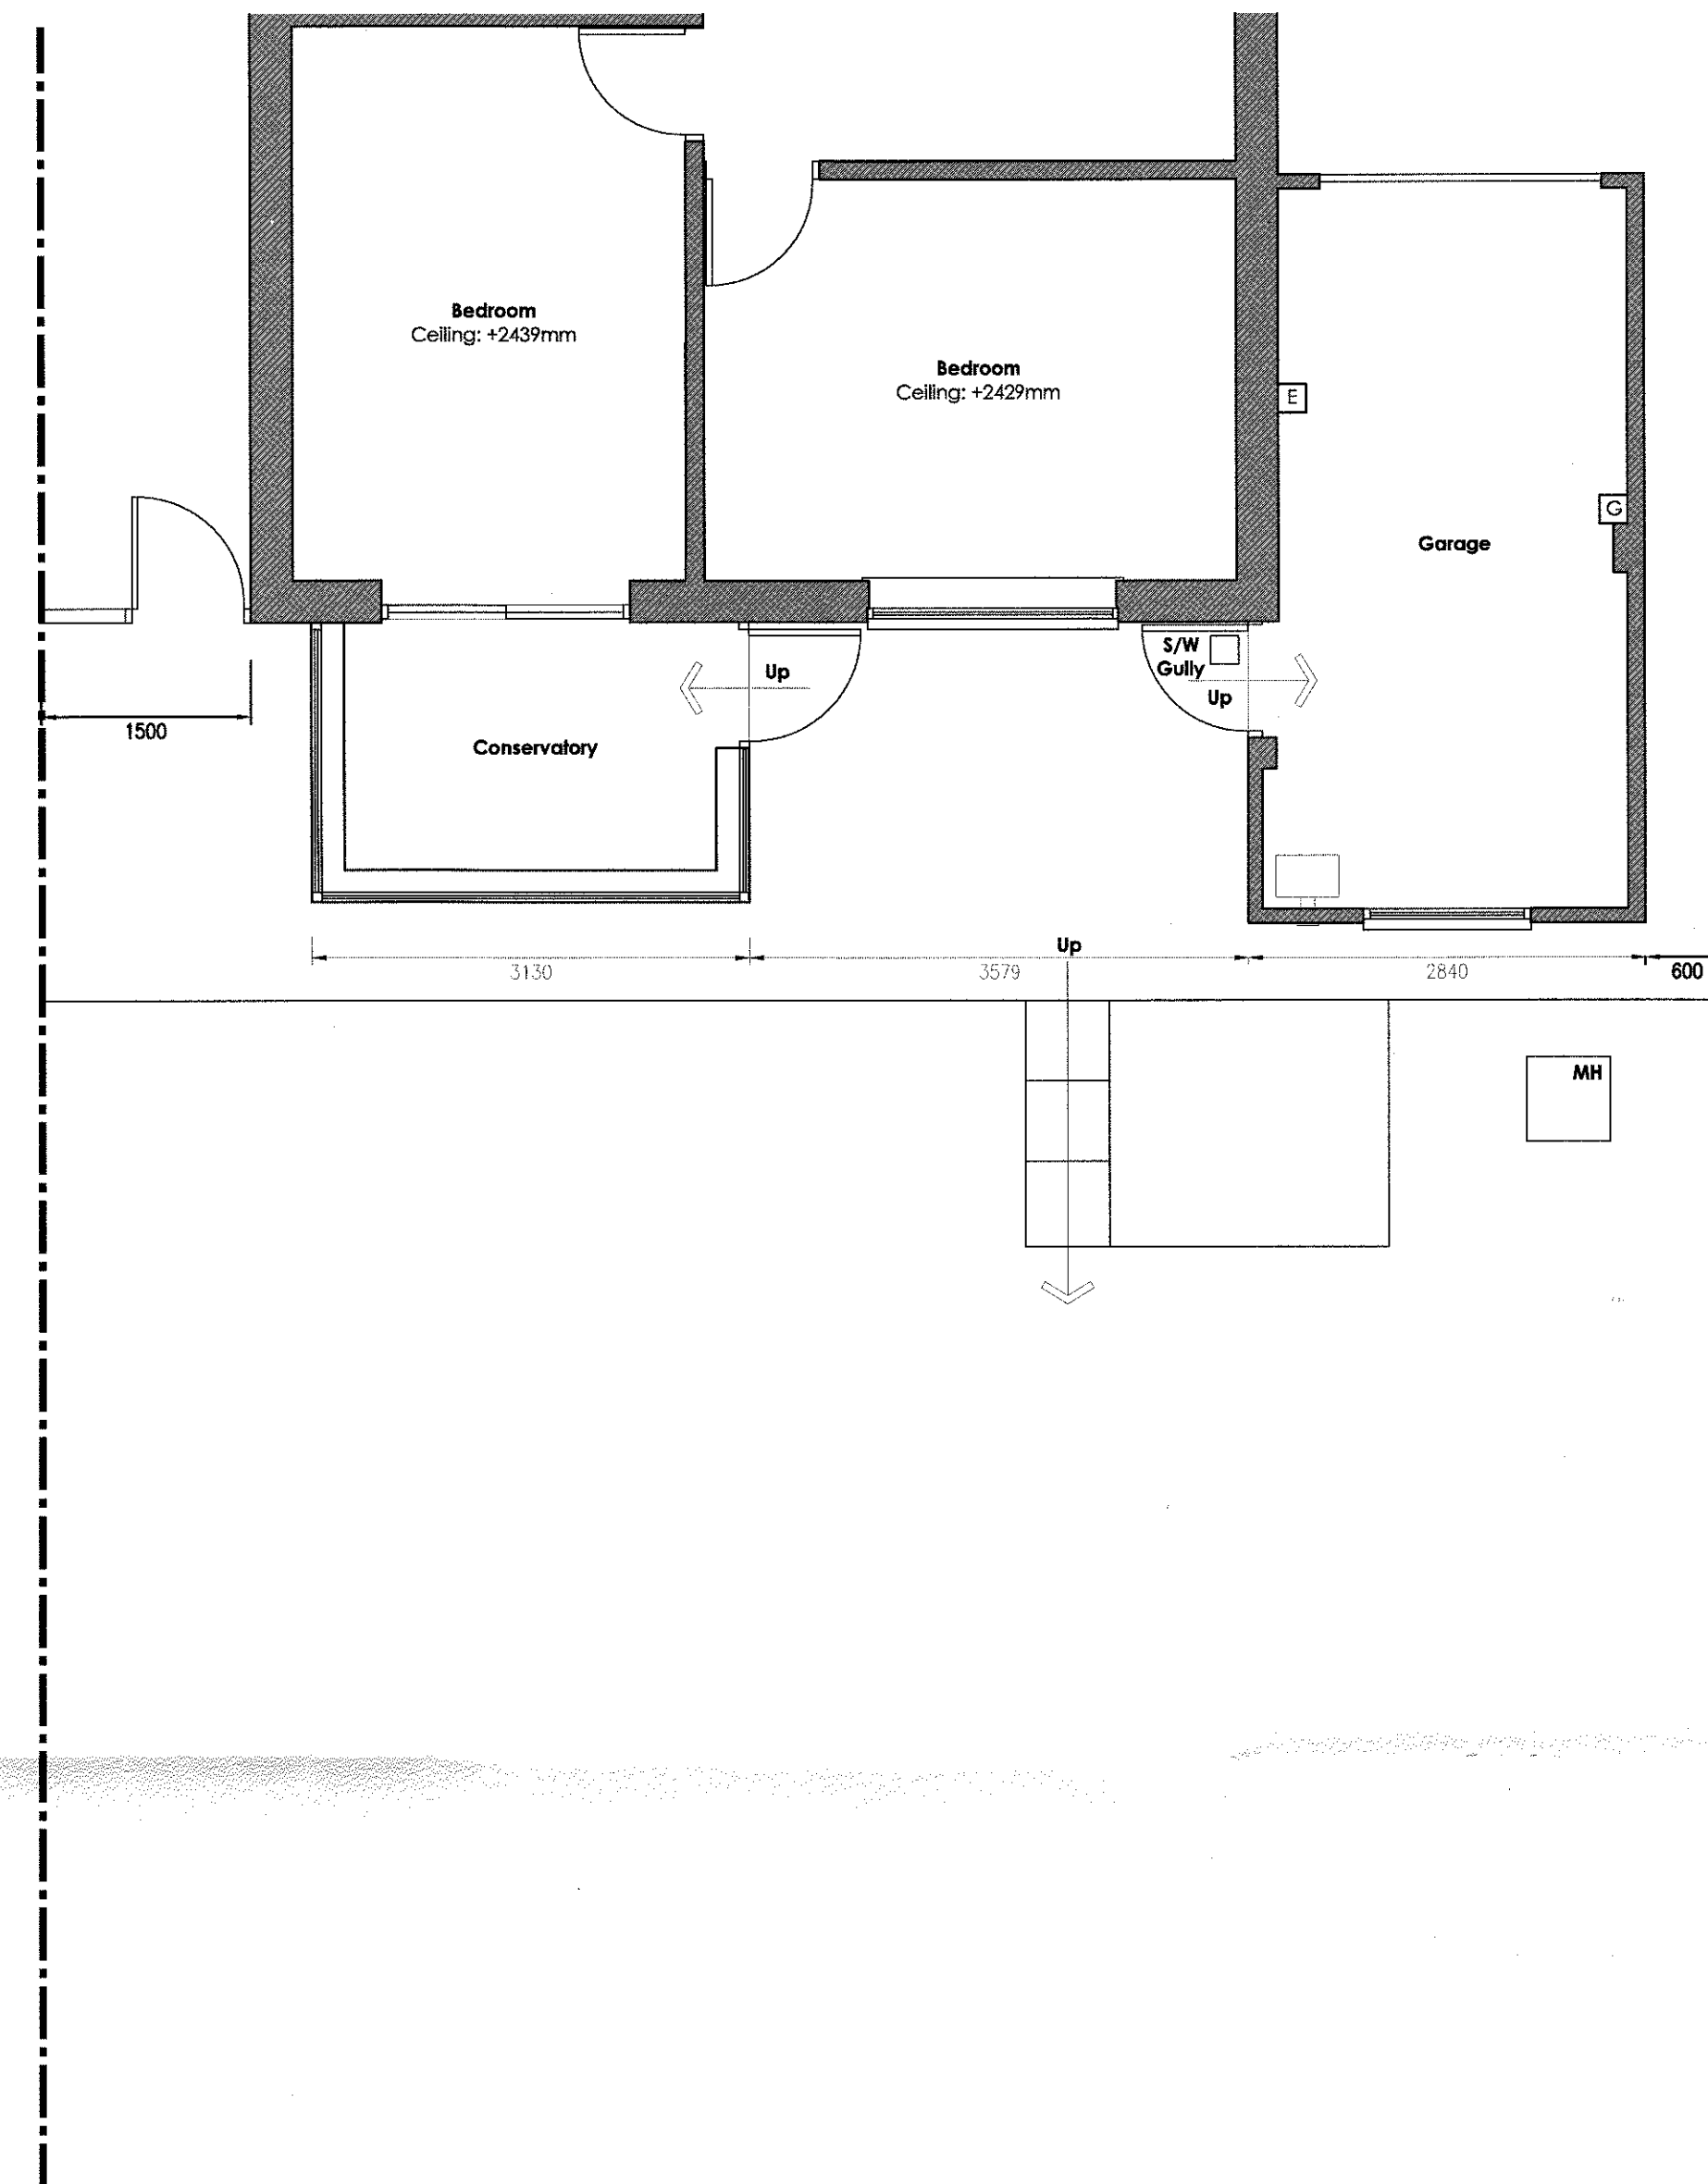 Bedroom
Ceiling: +2439mm
Bedroom
Ceiling: +2429mm
E
G
Garage
S/W
Gully
Up
Up
1500
Conservatory
Up
3130
3579
2840
600
MH